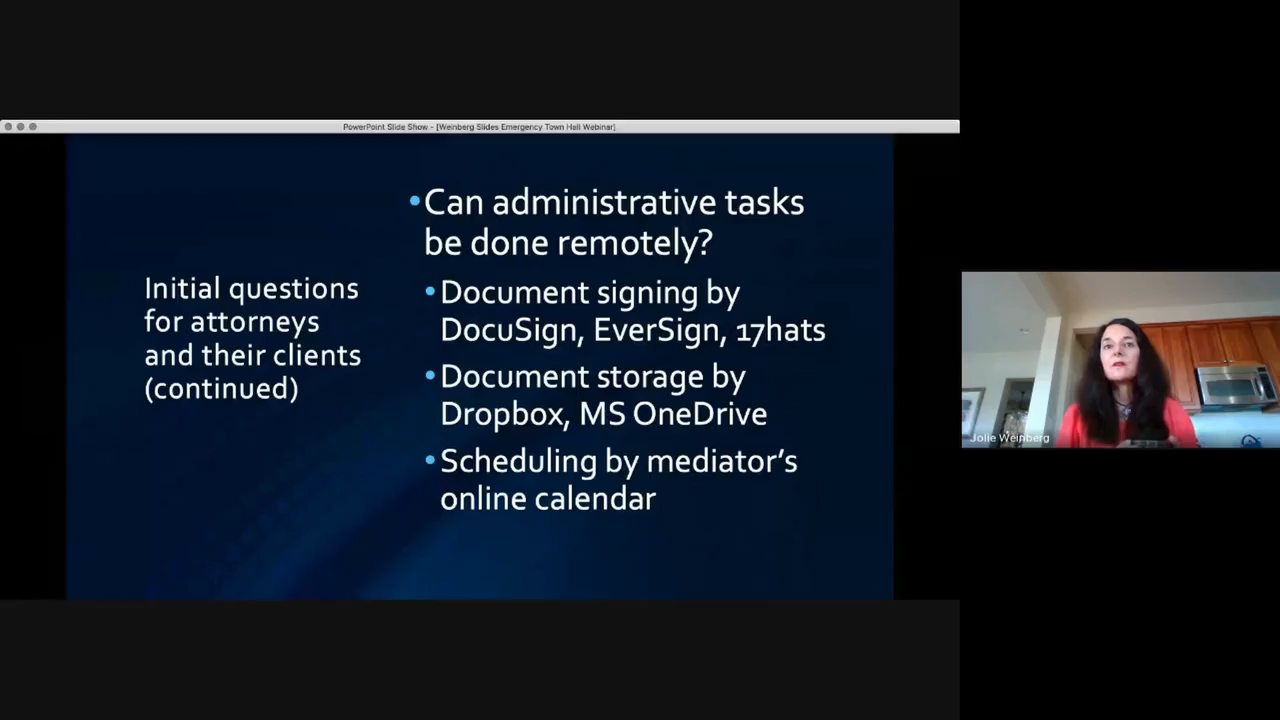 PowerPoint Slide Show - [Weinberg Slides Emergency Town Hall Webinar]
Initial questions
for attorneys
and their clients
(continued)
•Can administrative tasks
be done remotely?
•Document signing by
DocuSign, EverSign, 17hats
•Document storage by
Dropbox, MS OneDrive
•Scheduling by mediator's
online calendar
Jolie Weinberg